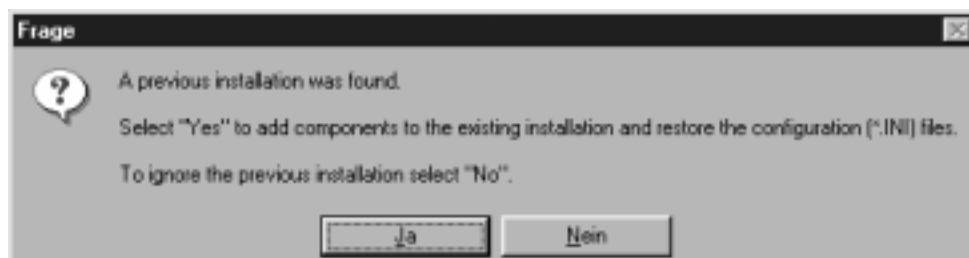 Frage
A previous installation was found.
Select "Yes" to add components to the existing installation and restore the configuration (*.INI) files.
To ignore the previous installation select "No".
Ja Nein